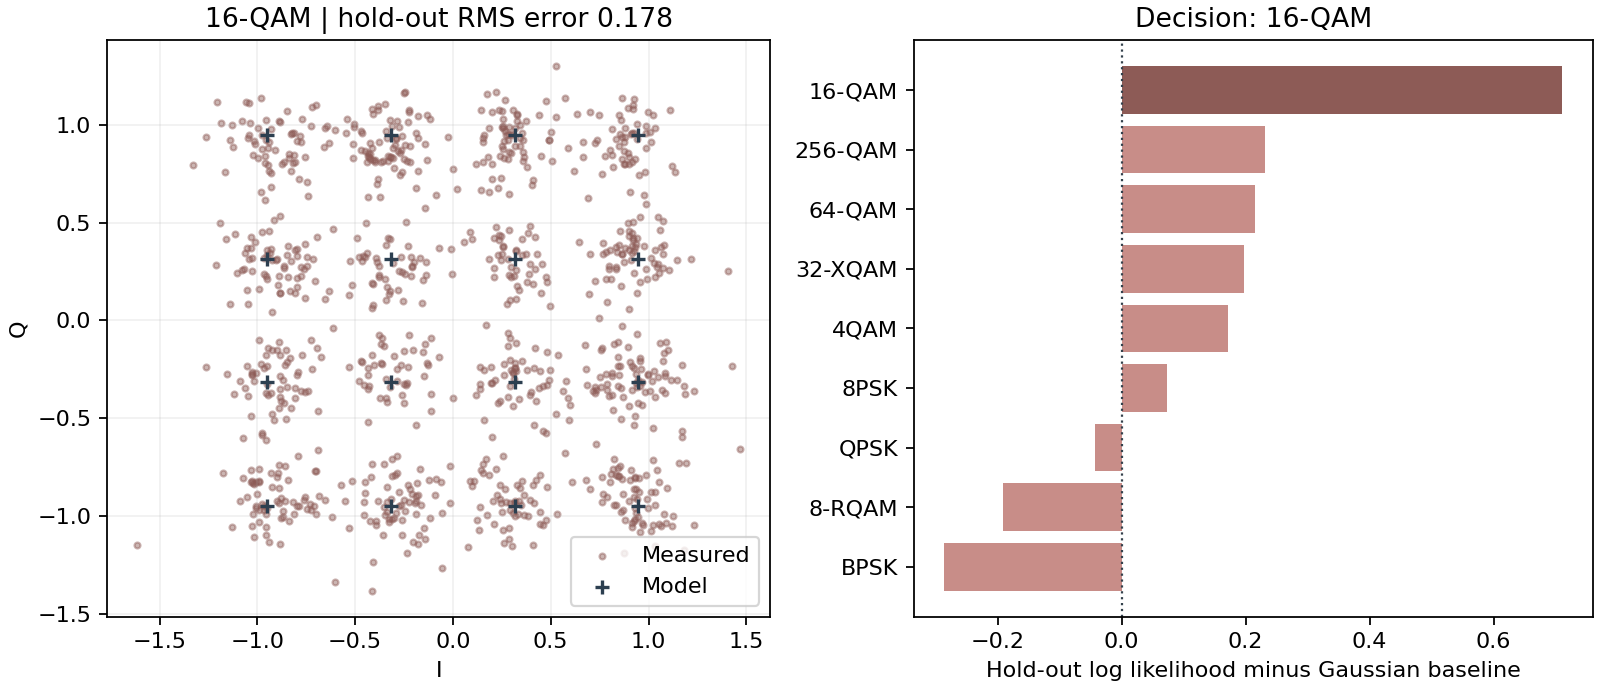 16-QAM | hold-out RMS error 0.178
1.0
0.5
0.0
−0.5
−1.0
−1.5
Q
−1.5
−1.0
−0.5
0.0
0.5
1.0
1.5
I
Measured
Model
Decision: 16-QAM
16-QAM
256-QAM
64-QAM
32-XQAM
4QAM
8PSK
QPSK
8-RQAM
BPSK
−0.2
0.0
0.2
0.4
0.6
Hold-out log likelihood minus Gaussian baseline